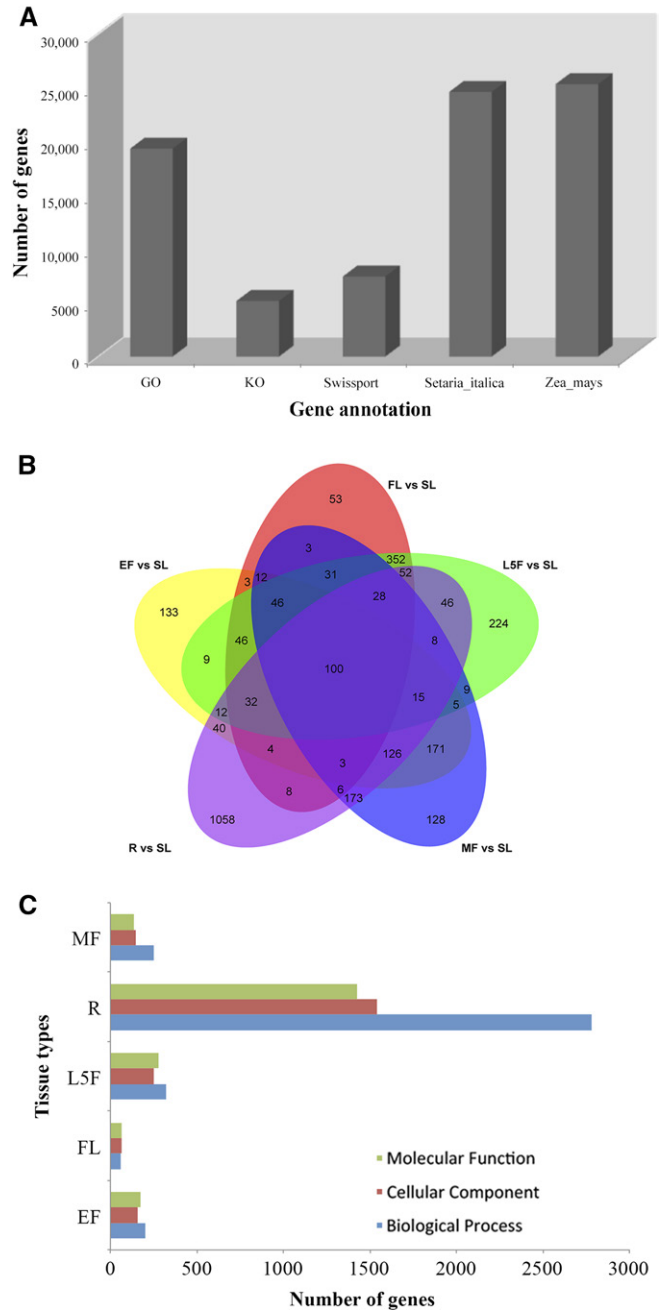 A
30,000
25,000
20,000
15,000
10,000
5000
0
Number of genes
GO KO Swissport Setaria_italica Zea_mays
Gene annotation
B
FL vs SL
53
EF vs SL
L5F vs SL
3
352
3 12 31 52
133
46 28 46
224
46 8
9
100
32 15 9
12 5
40
4 126 171
3
8 6
173
1058 128
R vs SL
MF vs SL
C
MF
R
L5F
FL
EF
Tissue types
Molecular Function
Cellular Component
Biological Process
0 500 1000 1500 2000 2500 3000
Number of genes